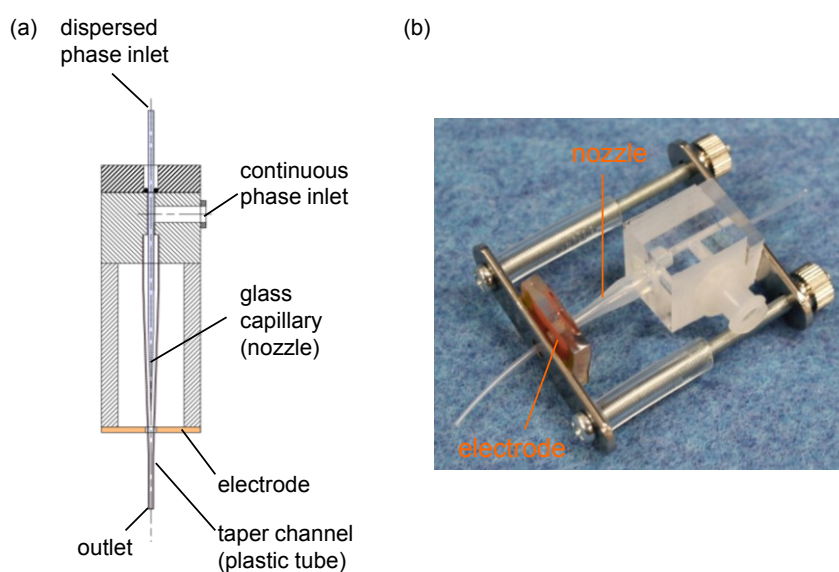 (a)
dispersed
phase inlet
continuous
phase inlet
glass
capillary
(nozzle)
electrode
taper channel
(plastic tube)
outlet
(b)
nozzle
electrode